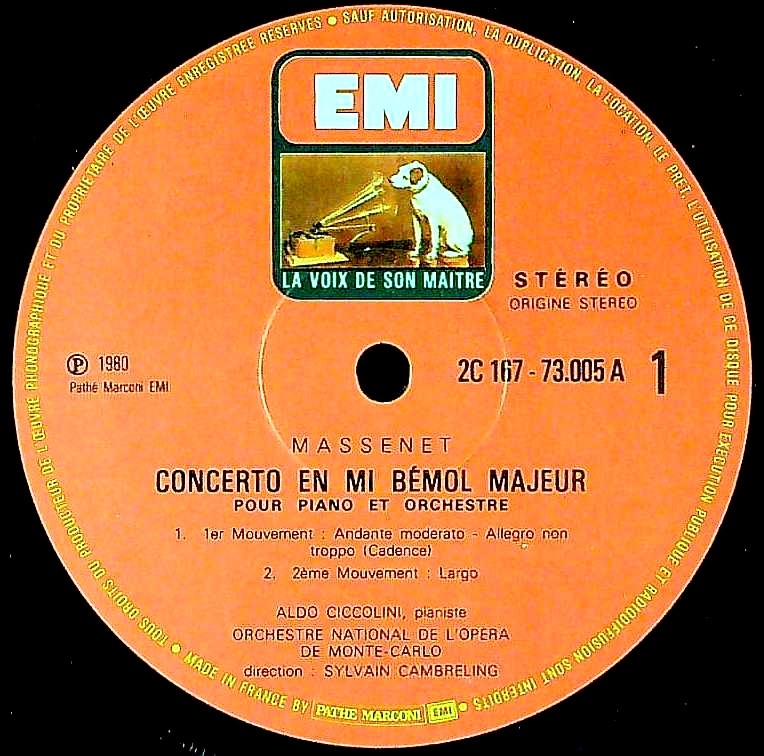 TOUS DROITS DU PRODUCTEUR DE L'ŒUVRE PHONOGRAPHIQUE ET DU PROPRIÉTAIRE DE L'ŒUVRE ENREGISTRÉE RESERVES • SAUF AUTORISATION, LA DUPLICATION, LA LOCATION, LE PRET, L'UTILISATION DE CE DISQUE POUR EXECUTION PUBLIQUE ET RADIODIFFUSION SONT INTERDITS •
EMI
LA VOIX DE SON MAITRE
STÉRÉO
ORIGINE STEREO
Ⓟ 1980
Pathé Marconi EMI
2C 167 - 73.005 A 1
MASSENET
CONCERTO EN MI BÉMOL MAJEUR
POUR PIANO ET ORCHESTRE
1. 1er Mouvement : Andante moderato - Allegro non
troppo (Cadence)
2. 2ème Mouvement : Largo
ALDO CICCOLINI, pianiste
ORCHESTRE NATIONAL DE L'OPÉRA
DE MONTE-CARLO
direction : SYLVAIN CAMBRELING
• MADE IN FRANCE BY PATHE MARCONI EMI